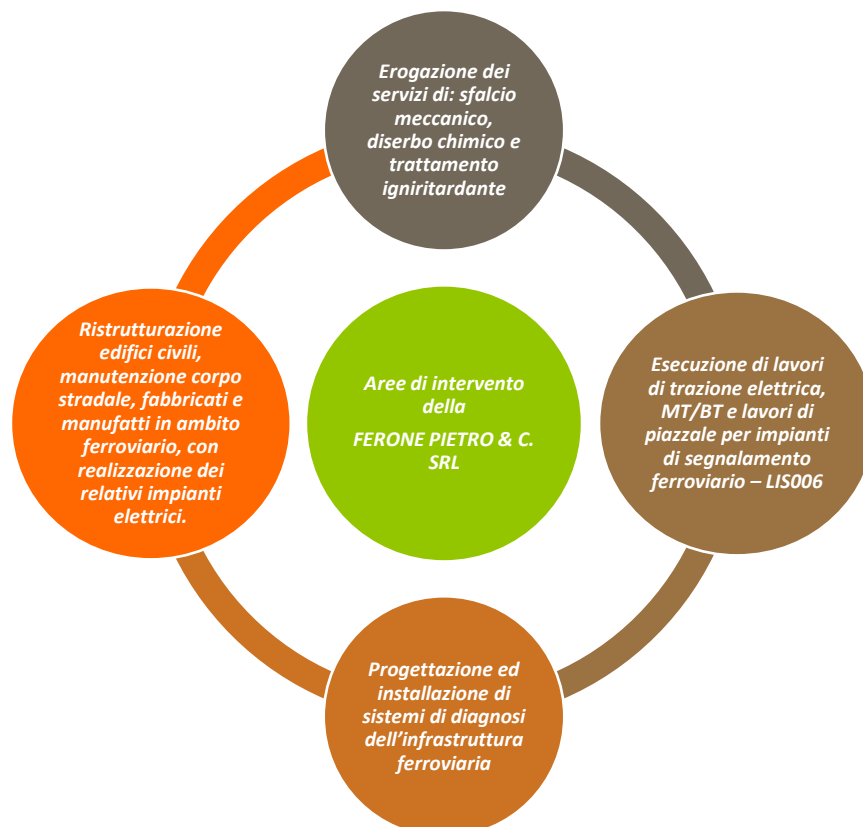 Erogazione dei
servizi di: sfalcio
meccanico,
diserbo chimico e
trattamento
igniritardante
Ristrutturazione
edifici civili,
manutenzione corpo
stradale, fabbricati e
manufatti in ambito
ferroviario, con
realizzazione dei
relativi impianti
elettrici.
Aree di intervento
della
FERONE PIETRO & C.
SRL
Esecuzione di lavori
di trazione elettrica,
MT/BT e lavori di
piazzale per impianti
di segnalamento
ferroviario – LIS006
Progettazione ed
installazione di
sistemi di diagnosi
dell’infrastruttura
ferroviaria